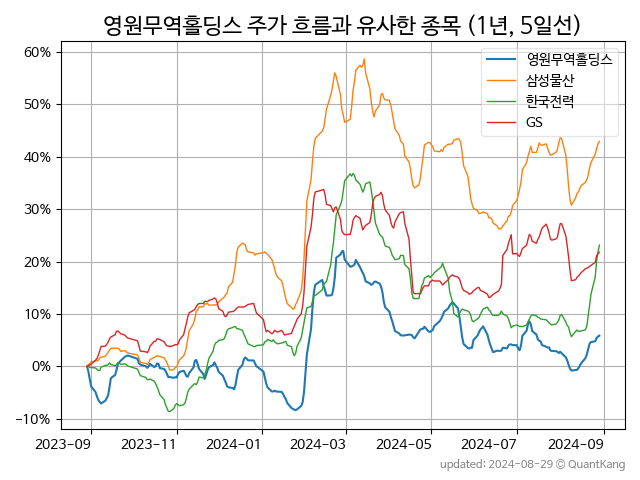 영원무역홀딩스 주가 흐름과 유사한 종목 (1년, 5일선)
60%
50%
40%
30%
20%
10%
0%
−10%
영원무역홀딩스
삼성물산
한국전력
GS
2023-09
2023-11
2024-01
2024-03
2024-05
2024-07
2024-09
updated: 2024-08-29 © QuantKang